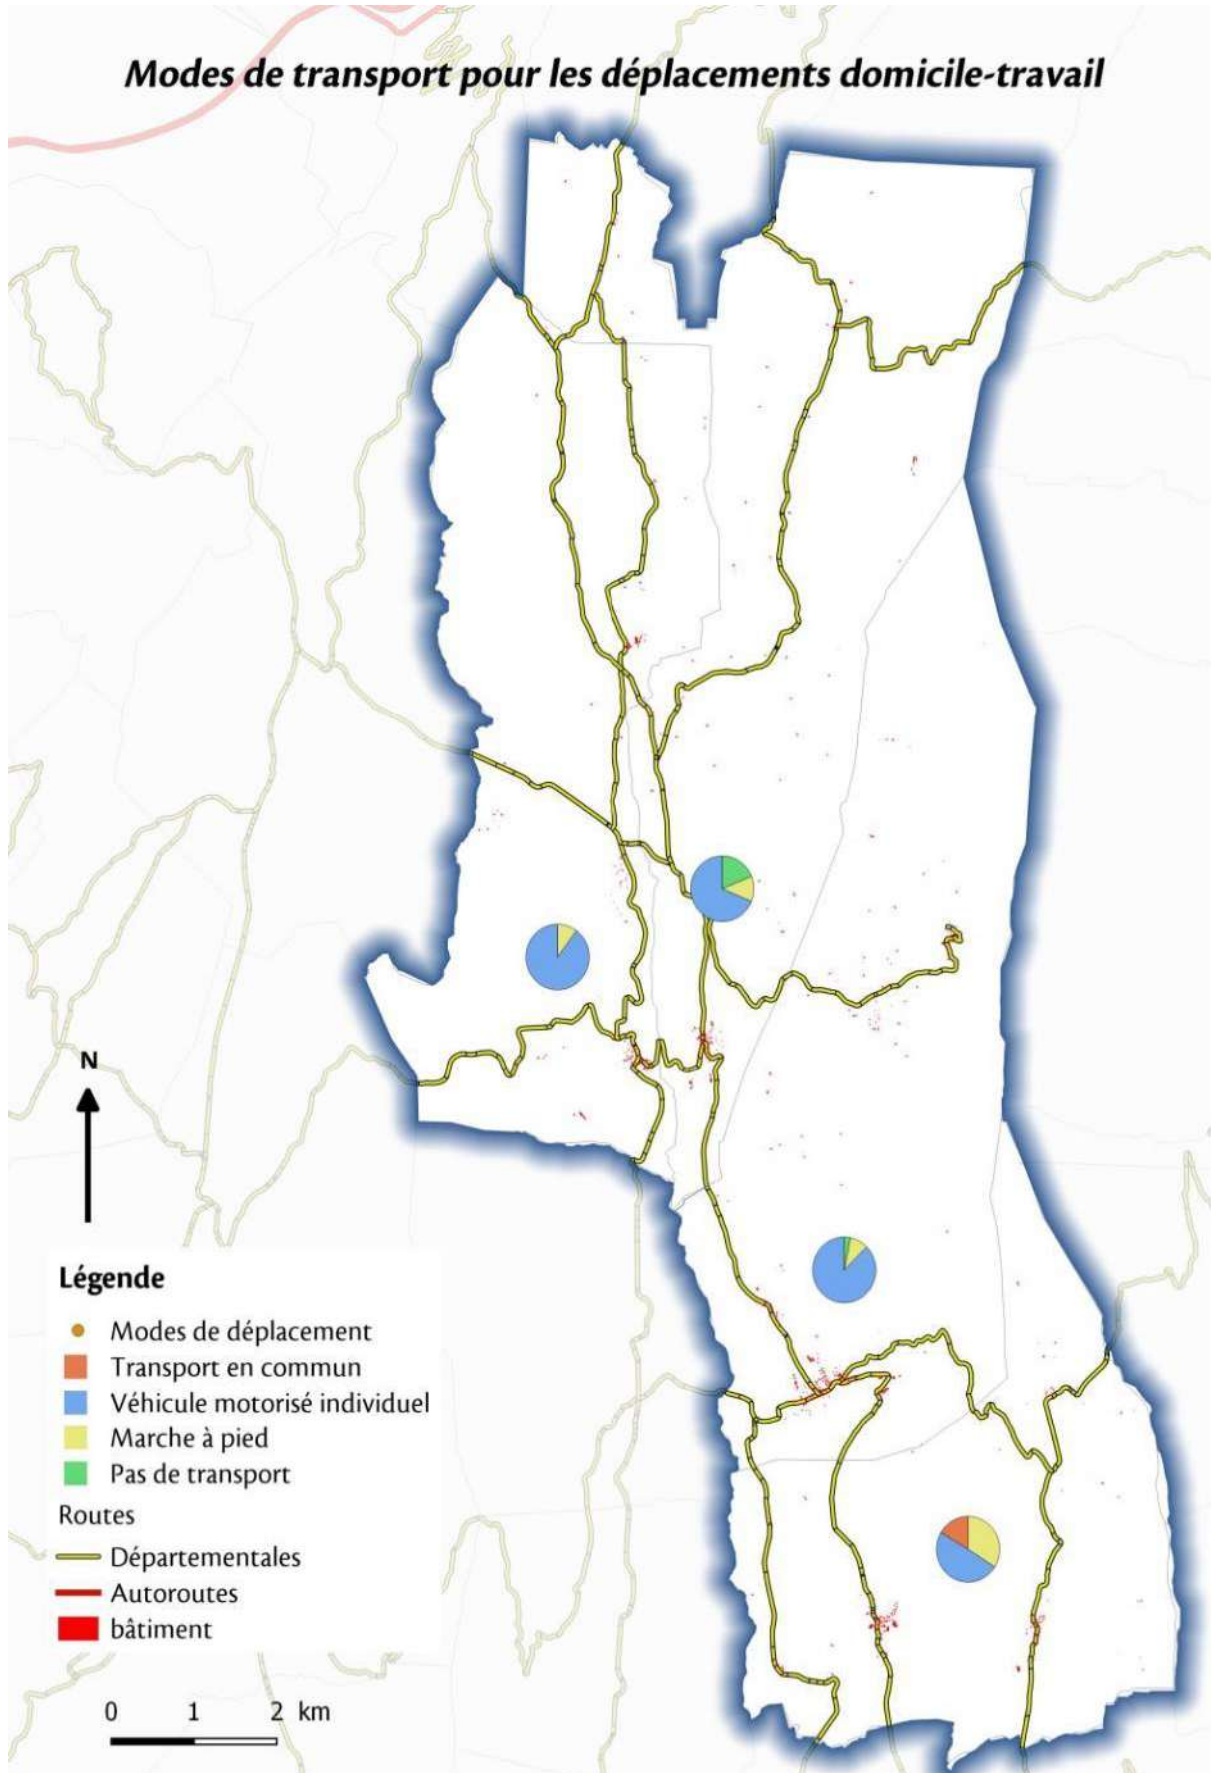 Modes de transport pour les déplacements domicile-travail
N
Légende
Modes de déplacement
Transport en commun
Véhicule motorisé individuel
Marche à pied
Pas de transport
Routes
Départementales
Autoroutes
bâtiment
0 1 2 km